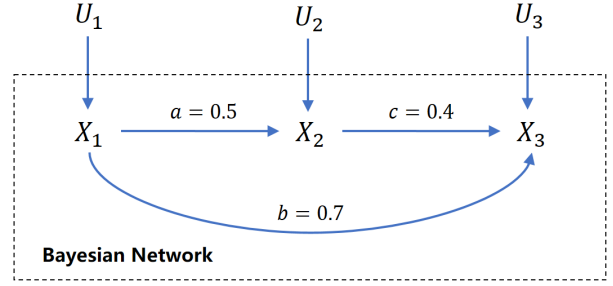 U₁ U₂ U₃
a = 0.5 c = 0.4
X₁ X₂ X₃
b = 0.7
Bayesian Network